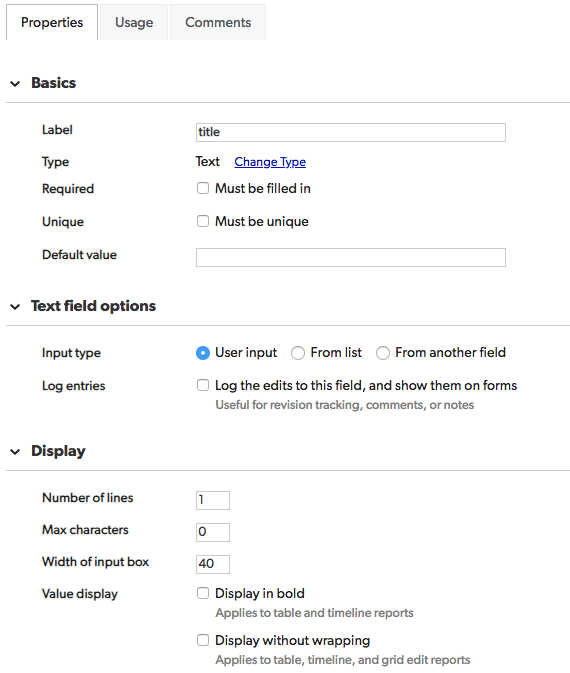 Properties Usage Comments
Basics
Label title
Type Text Change Type
Required Must be filled in
Unique Must be unique
Default value
Text field options
Input type User input From list From another field
Log entries Log the edits to this field, and show them on forms
Useful for revision tracking, comments, or notes
Display
Number of lines 1
Max characters 0
Width of input box 40
Value display Display in bold
Applies to table and timeline reports
Display without wrapping
Applies to table, timeline, and grid edit reports